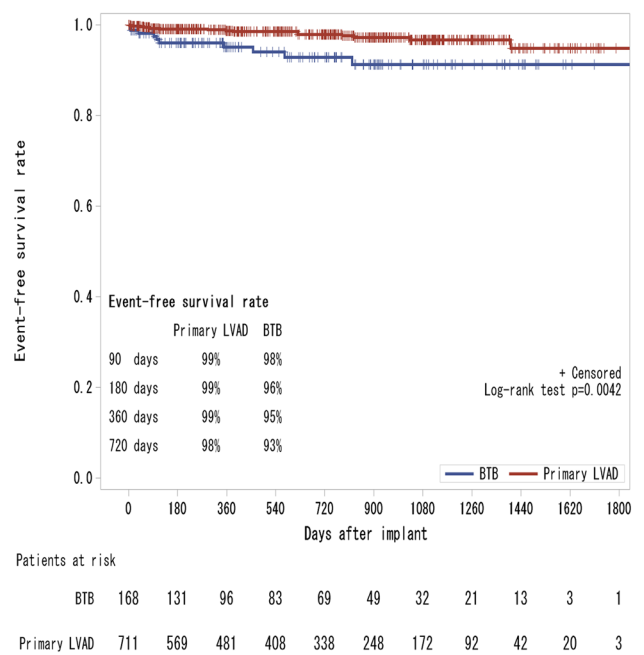 Event-free survival rate
1.0
0.8
0.6
0.4
0.2
0.0
Event-free survival rate
Primary LVAD BTB
90 days 99% 98%
180 days 99% 96%
360 days 99% 95%
720 days 98% 93%
+ Censored
Log-rank test p=0.0042
BTB Primary LVAD
0 180 360 540 720 900 1080 1260 1440 1620 1800
Days after implant
Patients at risk
BTB 168 131 96 83 69 49 32 21 13 3 1
Primary LVAD 711 569 481 408 338 248 172 92 42 20 3